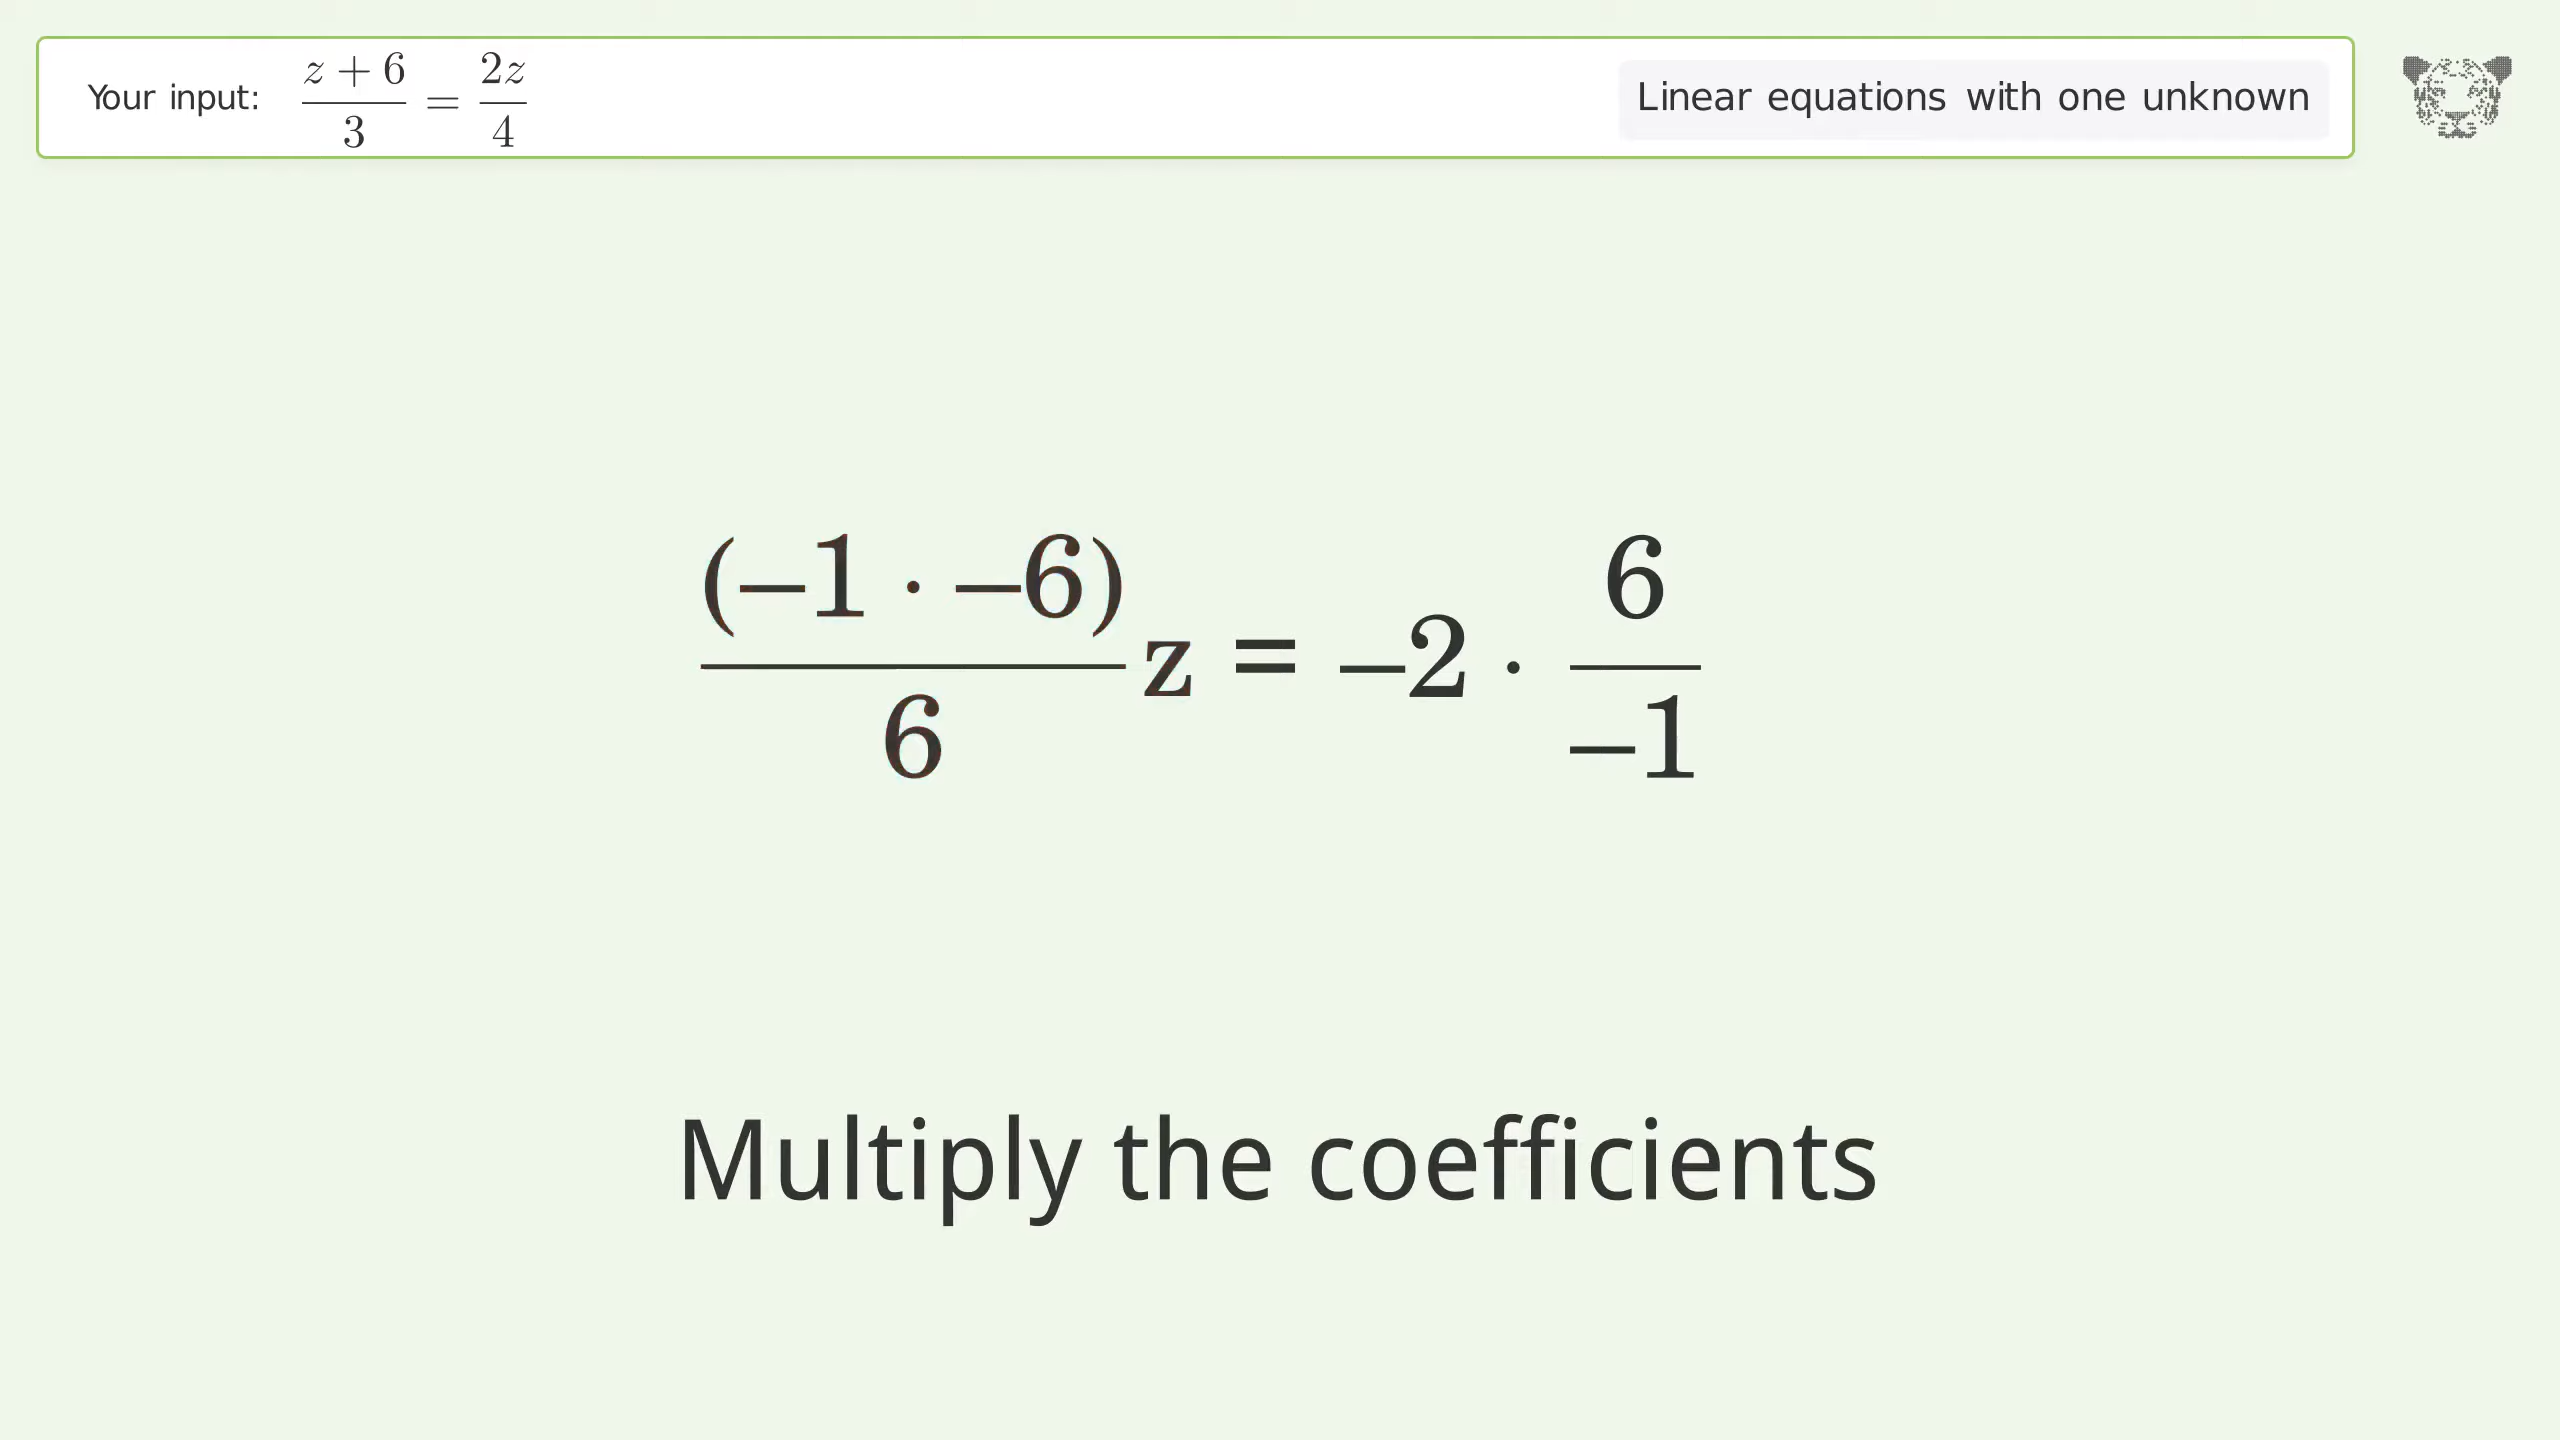 Your input: (z + 6)/3 = 2z/4
Linear equations with one unknown
(–1 · –6)/6 z = –2 · 6/–1
Multiply the coefficients